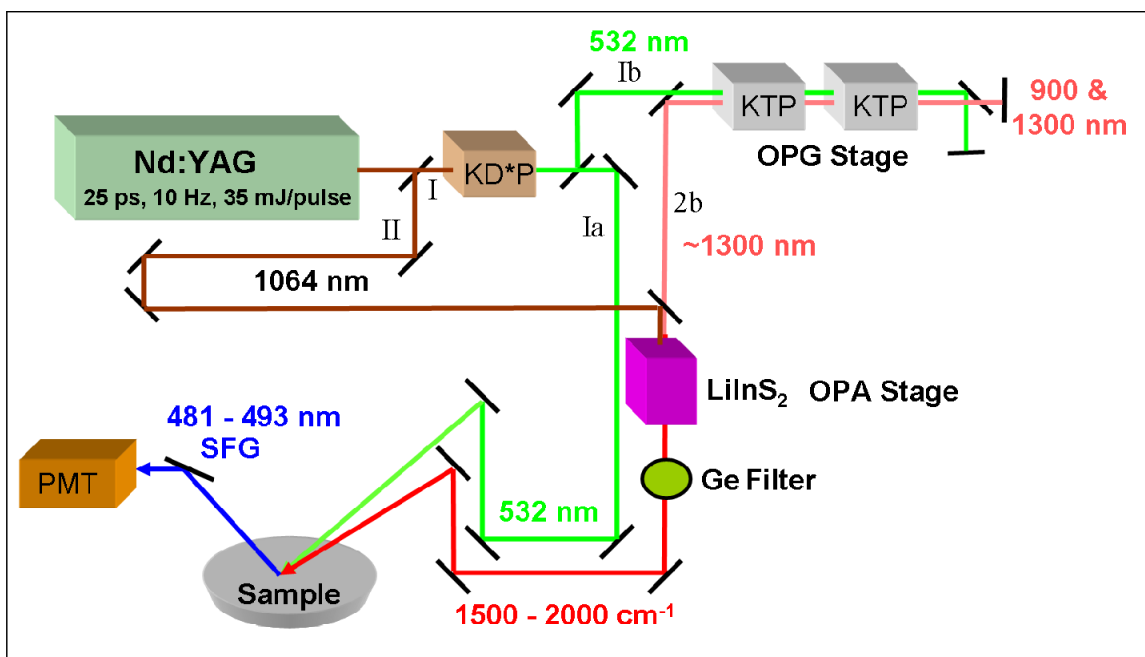 532 nm
Ib
KTP
KTP
900 &
1300 nm
OPG Stage
Nd:YAG
25 ps, 10 Hz, 35 mJ/pulse
I
KD*P
II
Ia
2b
~1300 nm
1064 nm
LiInS₂ OPA Stage
481 - 493 nm
SFG
PMT
Ge Filter
532 nm
Sample
1500 - 2000 cm⁻¹